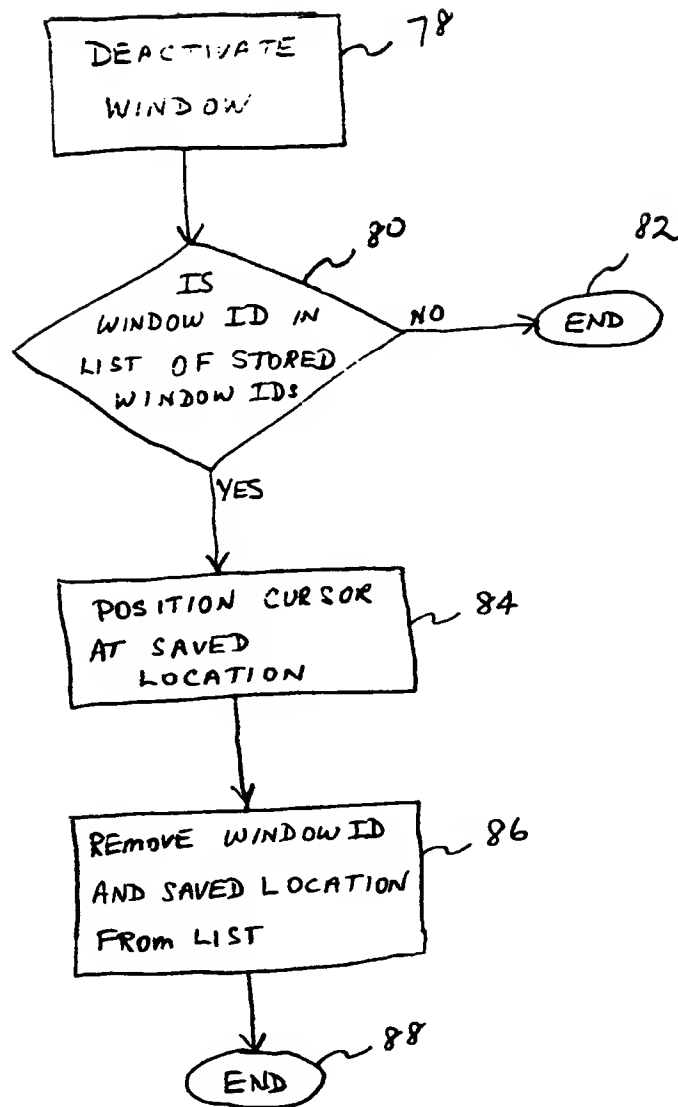 DEACTIVATE
WINDOW
78
IS
WINDOW ID IN
LIST OF STORED
WINDOW IDs
80
NO
END
82
YES
POSITION CURSOR
AT SAVED
LOCATION
84
REMOVE WINDOW ID
AND SAVED LOCATION
FROM LIST
86
END
88